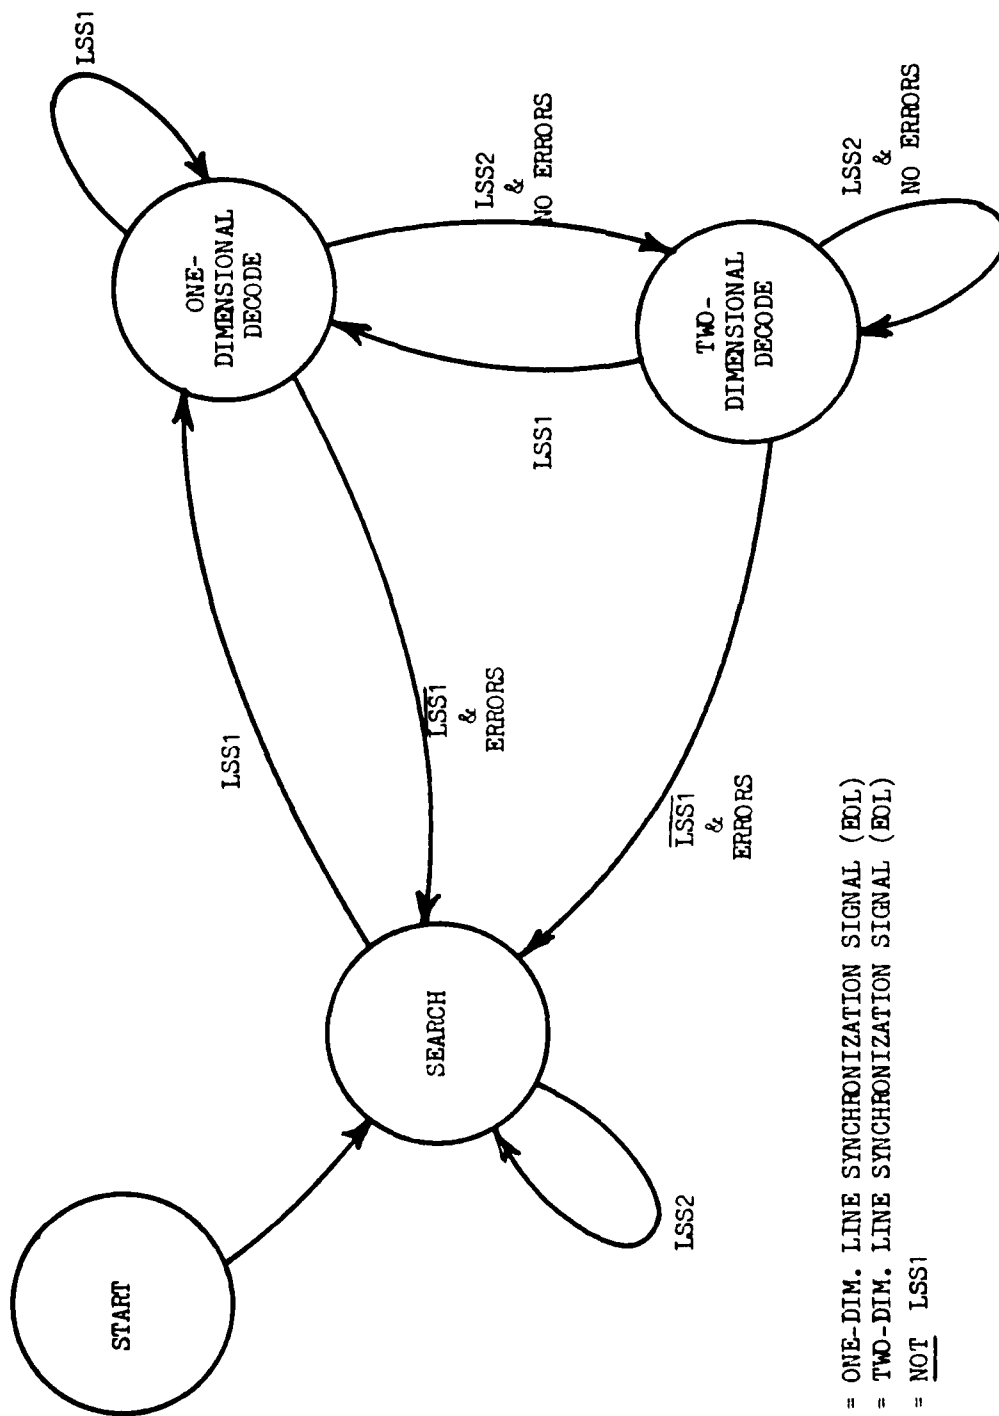 START
SEARCH
LSS2
LSS1
LSS1
&
ERRORS
LSS1
&
ERRORS
ONE-
DIMENSIONAL
DECODE
LSS1
LSS2
&
NO ERRORS
LSS1
TWO-
DIMENSIONAL
DECODE
LSS2
&
NO ERRORS
= ONE-DIM. LINE SYNCHRONIZATION SIGNAL (EOL)
= TWO-DIM. LINE SYNCHRONIZATION SIGNAL (EOL)
= NOT LSS1